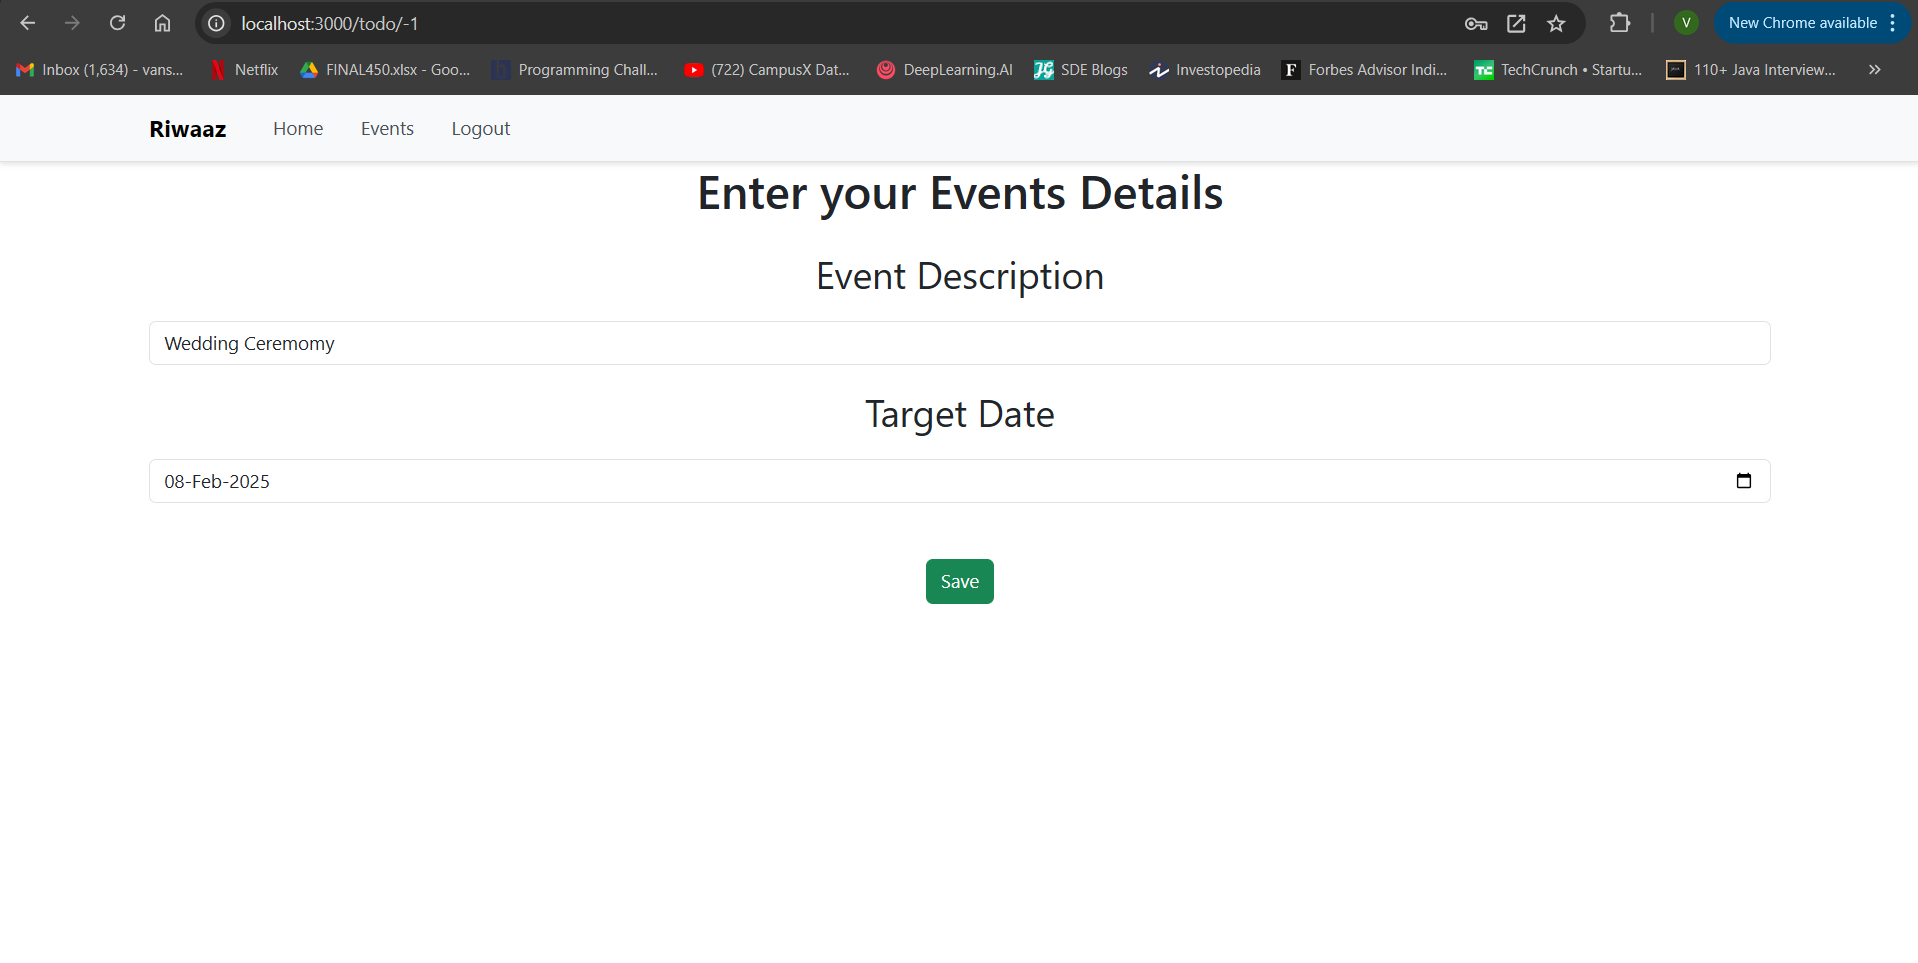 localhost:3000/todo/-1
V
New Chrome available
Inbox (1,634) - vans...
Netflix
FINAL450.xlsx - Goo...
Programming Chall...
(722) CampusX Dat...
DeepLearning.AI
SDE Blogs
Investopedia
F
Forbes Advisor Indi...
TC
TechCrunch • Startu...
110+ Java Interview...
Riwaaz
Home
Events
Logout
Enter your Events Details
Event Description
Wedding Ceremomy
Target Date
08-Feb-2025
Save